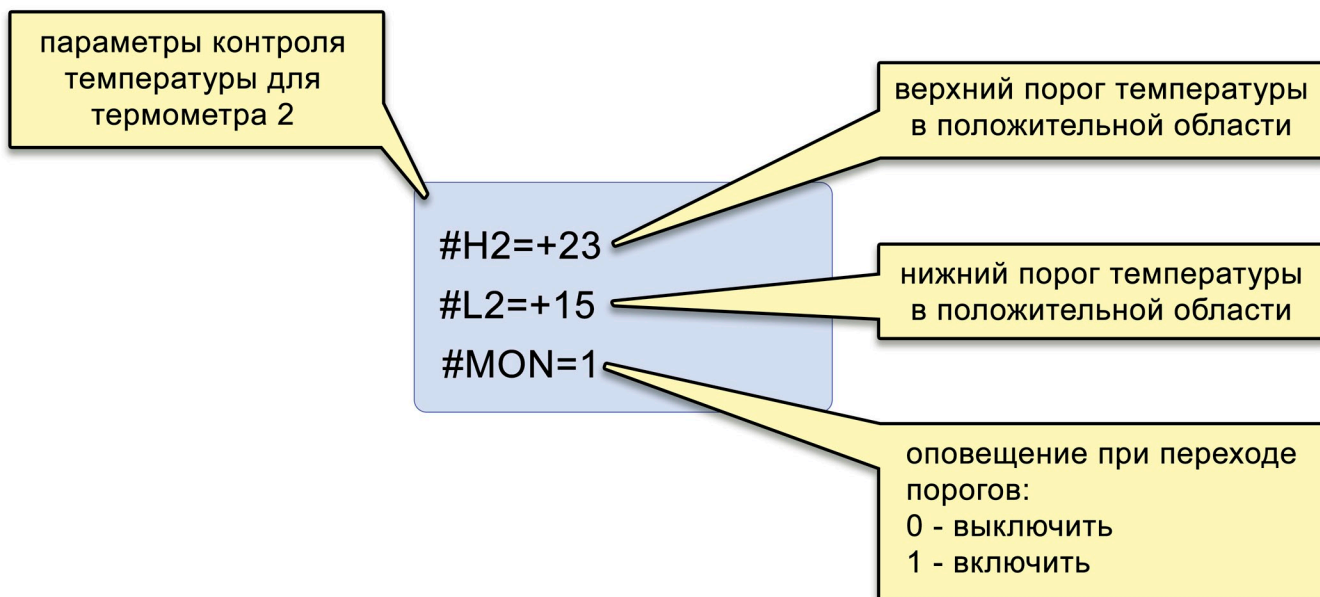 параметры контроля
температуры для
термометра 2
верхний порог температуры
в положительной области
#H2=+23
#L2=+15
#MON=1
нижний порог температуры
в положительной области
оповещение при переходе
порогов:
0 - выключить
1 - включить